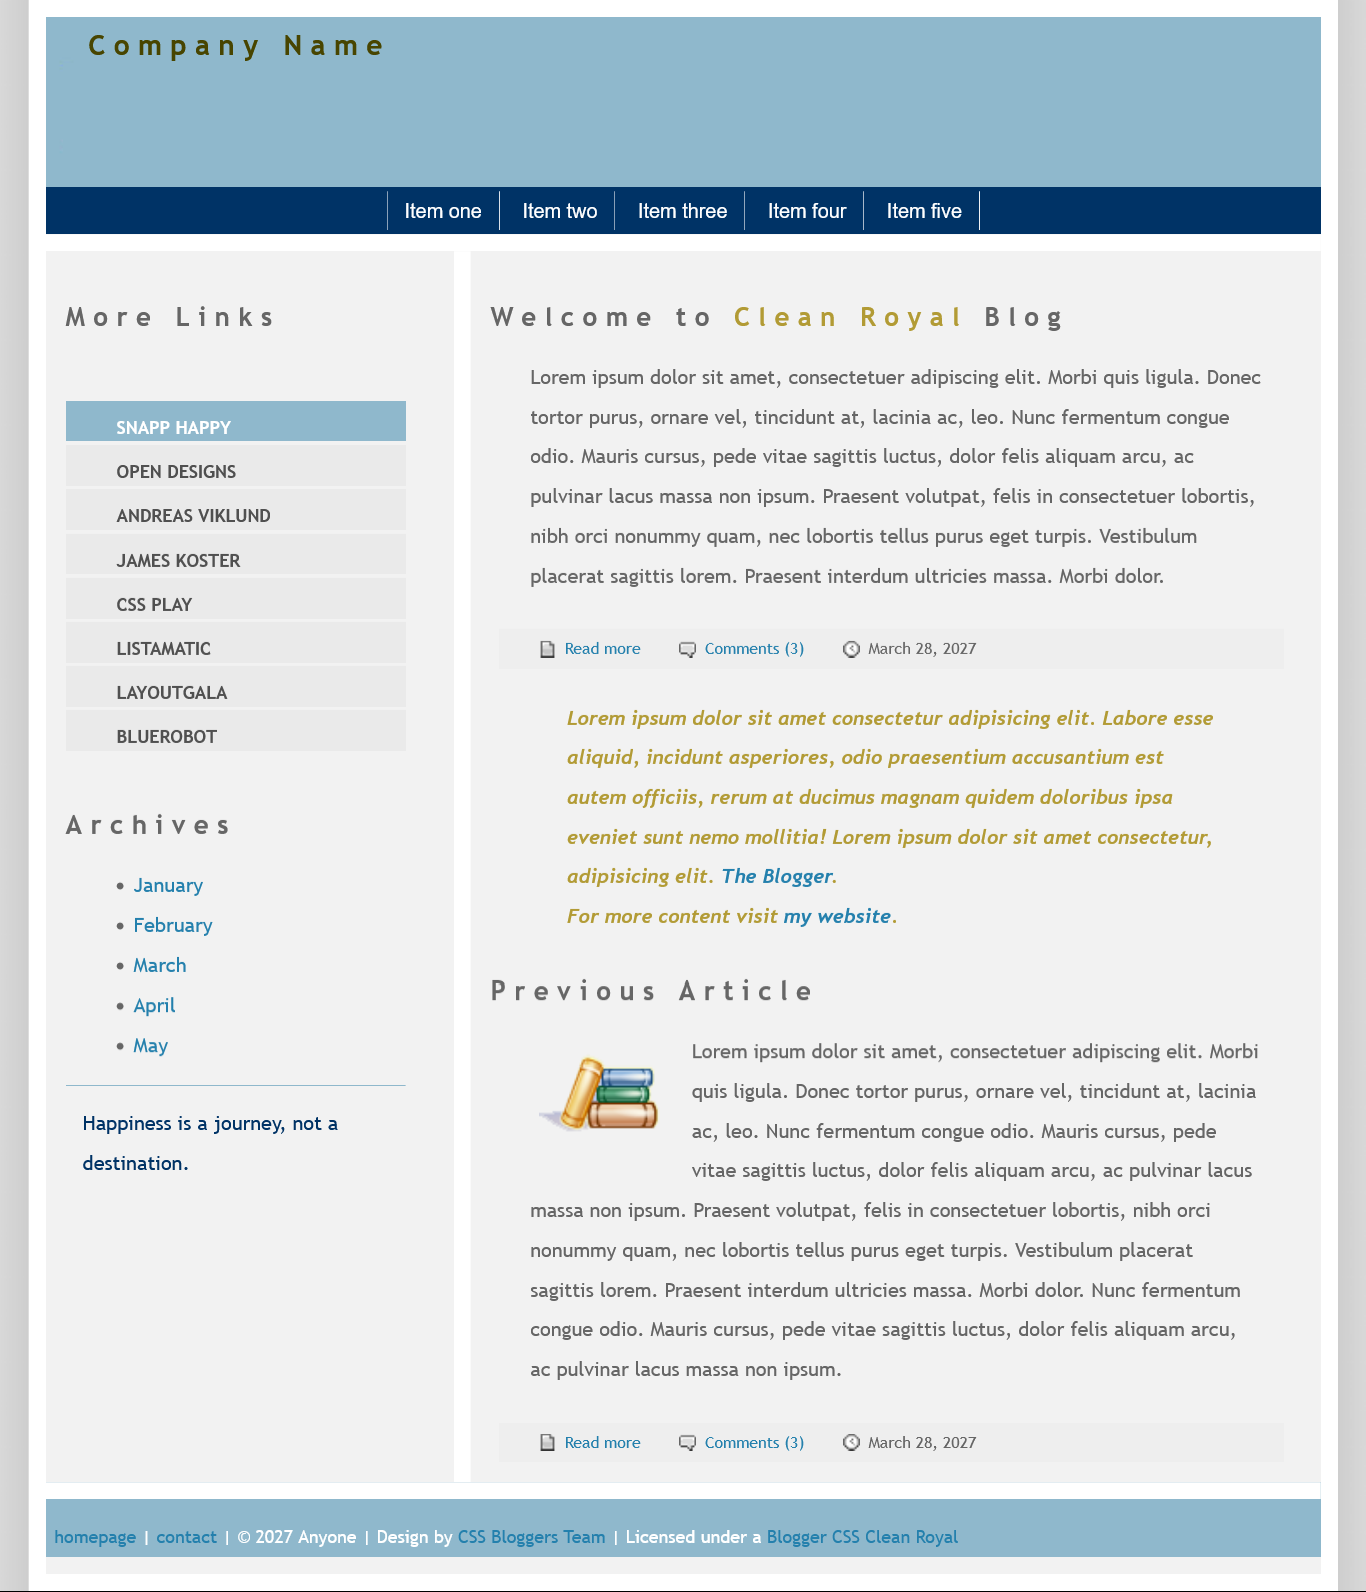 Company Name
Item one
Item two
Item three
Item four
Item five
More Links
SNAPP HAPPY
OPEN DESIGNS
ANDREAS VIKLUND
JAMES KOSTER
CSS PLAY
LISTAMATIC
LAYOUTGALA
BLUEROBOT
Archives
January
February
March
April
May
Happiness is a journey, not a
destination.
Welcome to Clean Royal Blog
Lorem ipsum dolor sit amet, consectetuer adipiscing elit. Morbi quis ligula. Donec
tortor purus, ornare vel, tincidunt at, lacinia ac, leo. Nunc fermentum congue
odio. Mauris cursus, pede vitae sagittis luctus, dolor felis aliquam arcu, ac
pulvinar lacus massa non ipsum. Praesent volutpat, felis in consectetuer lobortis,
nibh orci nonummy quam, nec lobortis tellus purus eget turpis. Vestibulum
placerat sagittis lorem. Praesent interdum ultricies massa. Morbi dolor.
Read more
Comments (3)
March 28, 2027
Lorem ipsum dolor sit amet consectetur adipisicing elit. Labore esse
aliquid, incidunt asperiores, odio praesentium accusantium est
autem officiis, rerum at ducimus magnam quidem doloribus ipsa
eveniet sunt nemo mollitia! Lorem ipsum dolor sit amet consectetur,
adipisicing elit. The Blogger.
For more content visit my website.
Previous Article
Lorem ipsum dolor sit amet, consectetuer adipiscing elit. Morbi
quis ligula. Donec tortor purus, ornare vel, tincidunt at, lacinia
ac, leo. Nunc fermentum congue odio. Mauris cursus, pede
vitae sagittis luctus, dolor felis aliquam arcu, ac pulvinar lacus
massa non ipsum. Praesent volutpat, felis in consectetuer lobortis, nibh orci
nonummy quam, nec lobortis tellus purus eget turpis. Vestibulum placerat
sagittis lorem. Praesent interdum ultricies massa. Morbi dolor. Nunc fermentum
congue odio. Mauris cursus, pede vitae sagittis luctus, dolor felis aliquam arcu,
ac pulvinar lacus massa non ipsum.
Read more
Comments (3)
March 28, 2027
homepage | contact | © 2027 Anyone | Design by CSS Bloggers Team | Licensed under a Blogger CSS Clean Royal